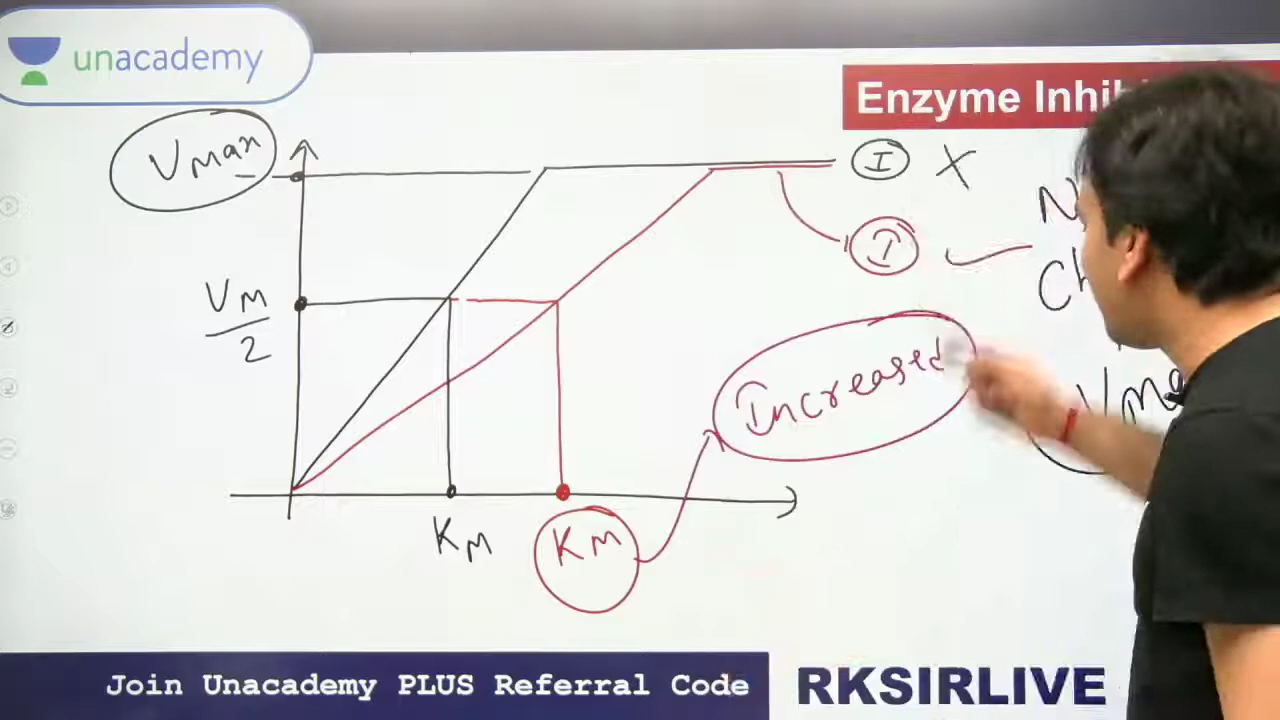 unacademy
Enzyme Inhi
Vmax
I X
I
VM
2
Increased
KM
KM
Join Unacademy PLUS Referral Code
RKSIRLIVE